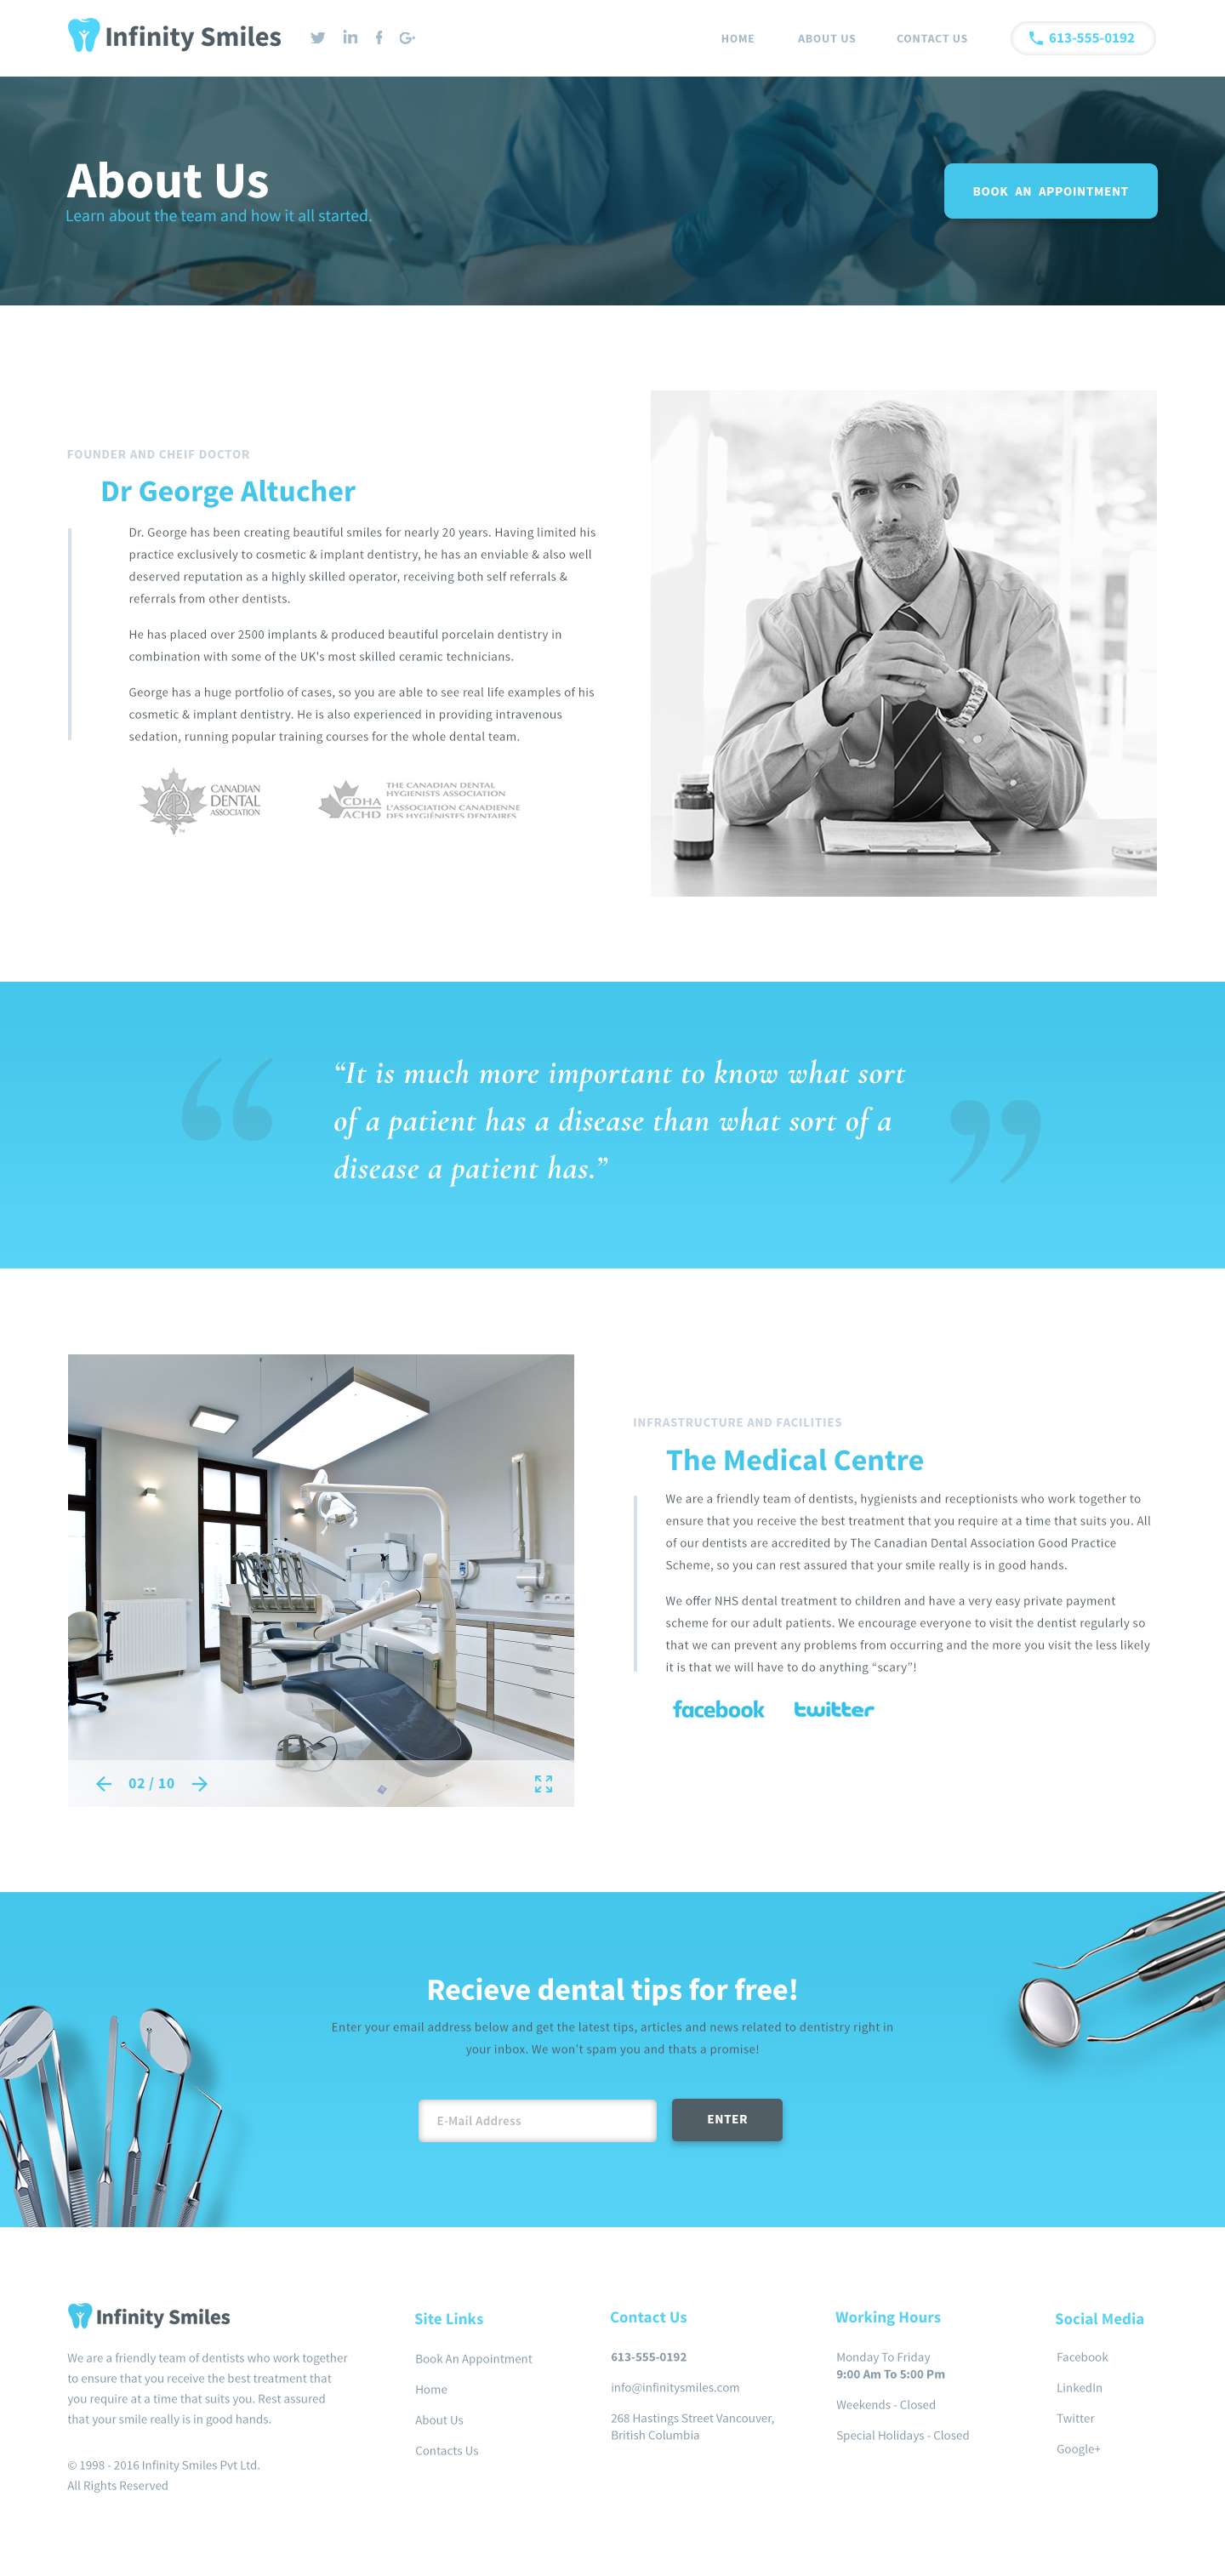 Infinity Smiles
HOME ABOUT US CONTACT US 613-555-0192
About Us
Learn about the team and how it all started.
BOOK AN APPOINTMENT
FOUNDER AND CHEIF DOCTOR
Dr George Altucher
Dr. George has been creating beautiful smiles for nearly 20 years. Having limited his
practice exclusively to cosmetic & implant dentistry, he has an enviable & also well
deserved reputation as a highly skilled operator, receiving both self referrals &
referrals from other dentists.
He has placed over 2500 implants & produced beautiful porcelain dentistry in
combination with some of the UK's most skilled ceramic technicians.
George has a huge portfolio of cases, so you are able to see real life examples of his
cosmetic & implant dentistry. He is also experienced in providing intravenous
sedation, running popular training courses for the whole dental team.
CANADIAN
DENTAL
ASSOCIATION
CDHA
ACHD
THE CANADIAN DENTAL
HYGIENISTS ASSOCIATION
L'ASSOCIATION CANADIENNE
DES HYGIÉNISTES DENTAIRES
“It is much more important to know what sort
of a patient has a disease than what sort of a
disease a patient has.”
INFRASTRUCTURE AND FACILITIES
The Medical Centre
We are a friendly team of dentists, hygienists and receptionists who work together to
ensure that you receive the best treatment that you require at a time that suits you. All
of our dentists are accredited by The Canadian Dental Association Good Practice
Scheme, so you can rest assured that your smile really is in good hands.
We offer NHS dental treatment to children and have a very easy private payment
scheme for our adult patients. We encourage everyone to visit the dentist regularly so
that we can prevent any problems from occurring and the more you visit the less likely
it is that we will have to do anything “scary”!
facebook twitter
02 / 10
Recieve dental tips for free!
Enter your email address below and get the latest tips, articles and news related to dentistry right in
your inbox. We won't spam you and thats a promise!
E-Mail Address
ENTER
Infinity Smiles
We are a friendly team of dentists who work together
to ensure that you receive the best treatment that
you require at a time that suits you. Rest assured
that your smile really is in good hands.
© 1998 - 2016 Infinity Smiles Pvt Ltd.
All Rights Reserved
Site Links
Book An Appointment
Home
About Us
Contacts Us
Contact Us
613-555-0192
info@infinitysmiles.com
268 Hastings Street Vancouver,
British Columbia
Working Hours
Monday To Friday
9:00 Am To 5:00 Pm
Weekends - Closed
Special Holidays - Closed
Social Media
Facebook
LinkedIn
Twitter
Google+